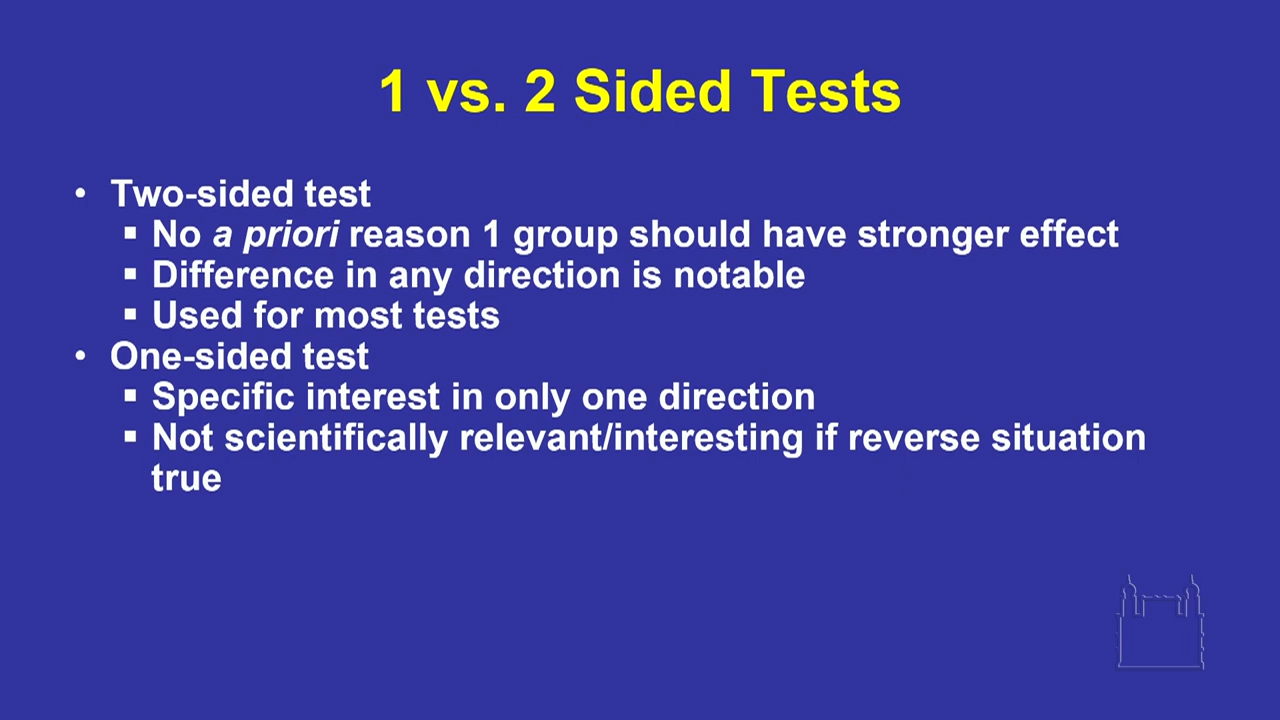 1 vs. 2 Sided Tests
• Two-sided test
▪ No a priori reason 1 group should have stronger effect
▪ Difference in any direction is notable
▪ Used for most tests
• One-sided test
▪ Specific interest in only one direction
▪ Not scientifically relevant/interesting if reverse situation
true